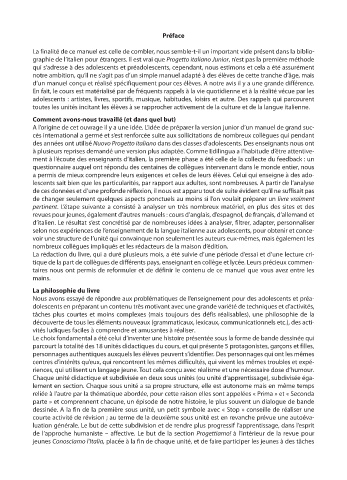 Préface
La finalité de ce manuel est celle de combler, nous semble-t-il un important vide présent dans la biblio-
graphie de l'italien pour étrangers. Il est vrai que Progetto italiano Junior, n'est pas la première méthode
qui s'adresse à des adolescents et préadolescents, cependant, nous estimons et cela a été assurément
notre ambition, qu'il ne s'agit pas d'un simple manuel adapté à des élèves de cette tranche d'âge, mais
d'un manuel conçu et réalisé spécifiquement pour ces élèves. A notre avis il y a une grande différence.
En fait, le cours est matérialisé par de fréquents rappels à la vie quotidienne et à la réalité vécue par les
adolescents : artistes, livres, sportifs, musique, habitudes, loisirs et autre. Des rappels qui parcourent
toutes les unités incitant les élèves à se rapprocher activement de la culture et de la langue italienne.
Comment avons-nous travaillé (et dans quel but)
A l'origine de cet ouvrage il y a une idée. L'idée de préparer la version junior d'un manuel de grand suc-
cès international a germé et s'est renforcée suite aux sollicitations de nombreux collègues qui pendant
des années ont utilisé Nuovo Progetto italiano dans des classes d'adolescents. Des enseignants nous ont
à plusieurs reprises demandé une version plus adaptée. Comme Edilingua a l'habitude d'être attentive-
ment à l'écoute des enseignants d'italien, la première phase a été celle de la collecte du feedback : un
questionnaire auquel ont répondu des centaines de collègues intervenant dans le monde entier, nous
a permis de mieux comprendre leurs exigences et celles de leurs élèves. Celui qui enseigne à des ado-
lescents sait bien que les particularités, par rapport aux adultes, sont nombreuses. À partir de l'analyse
de ces données et d'une profonde réflexion, il nous est apparu tout de suite évident qu'il ne suffisait pas
de changer seulement quelques aspects ponctuels au moins si l'on voulait préparer un livre vraiment
pertinent. L'étape suivante a consisté à analyser un très nombreux matériel, en plus des sites et des
revues pour jeunes, également d'autres manuels : cours d'anglais, d'espagnol, de français, d'allemand et
d'italien. Le résultat s'est concrétisé par de nombreuses idées à analyser, filtrer, adapter, personnaliser
selon nos expériences de l'enseignement de la langue italienne aux adolescents, pour obtenir et conce-
voir une structure de l'unité qui convainque non seulement les auteurs eux-mêmes, mais également les
nombreux collègues impliqués et les rédacteurs de la maison d'édition.
La rédaction du livre, qui a duré plusieurs mois, a été suivie d'une période d'essai et d'une lecture cri-
tique de la part de collègues de différents pays, enseignant en collège et lycée. Leurs précieux commen-
taires nous ont permis de reformuler et de définir le contenu de ce manuel que vous avez entre les
mains.
La philosophie du livre
Nous avons essayé de répondre aux problématiques de l'enseignement pour des adolescents et préa-
dolescents en préparant un contenu très motivant avec une grande variété de techniques et d'activités,
tâches plus courtes et moins complexes (mais toujours des défis réalisables), une philosophie de la
découverte de tous les éléments nouveaux (grammaticaux, lexicaux, communicationnels etc.), des acti-
vités ludiques faciles à comprendre et amusantes à réaliser.
Le choix fondamental a été celui d'inventer une histoire présentée sous la forme de bande dessinée qui
parcourt la totalité des 18 unités didactiques du cours, et qui présente 5 protagonistes, garçons et filles,
personnages authentiques auxquels les élèves peuvent s'identifier. Des personnages qui ont les mêmes
centres d'intérêts qu'eux, qui rencontrent les mêmes difficultés, qui vivent les mêmes troubles et expé-
riences, qui utilisent un langage jeune. Tout cela conçu avec réalisme et une nécessaire dose d'humour.
Chaque unité didactique est subdivisée en deux sous unités (ou unité d'apprentissage), subdivisée éga-
lement en section. Chaque sous unité a sa propre structure, elle est autonome mais en même temps
reliée à l'autre par la thématique abordée, pour cette raison elles sont appelées « Prima » et « Seconda
parte » et comprennent chacune, un épisode de notre histoire, le plus souvent un dialogue de bande
dessinée. A la fin de la première sous unité, un petit symbole avec « Stop » conseille de réaliser une
courte activité de révision ; au terme de la deuxième sous unité est en revanche prévue une autoéva-
luation générale. Le but de cette subdivision et de rendre plus progressif l'apprentissage, dans l'esprit
de l'approche humaniste – affective. Le but de la section Progettiamo! à l'intérieur de la revue pour
jeunes Conosciamo l'Italia, placée à la fin de chaque unité, et de faire participer les jeunes à des tâches